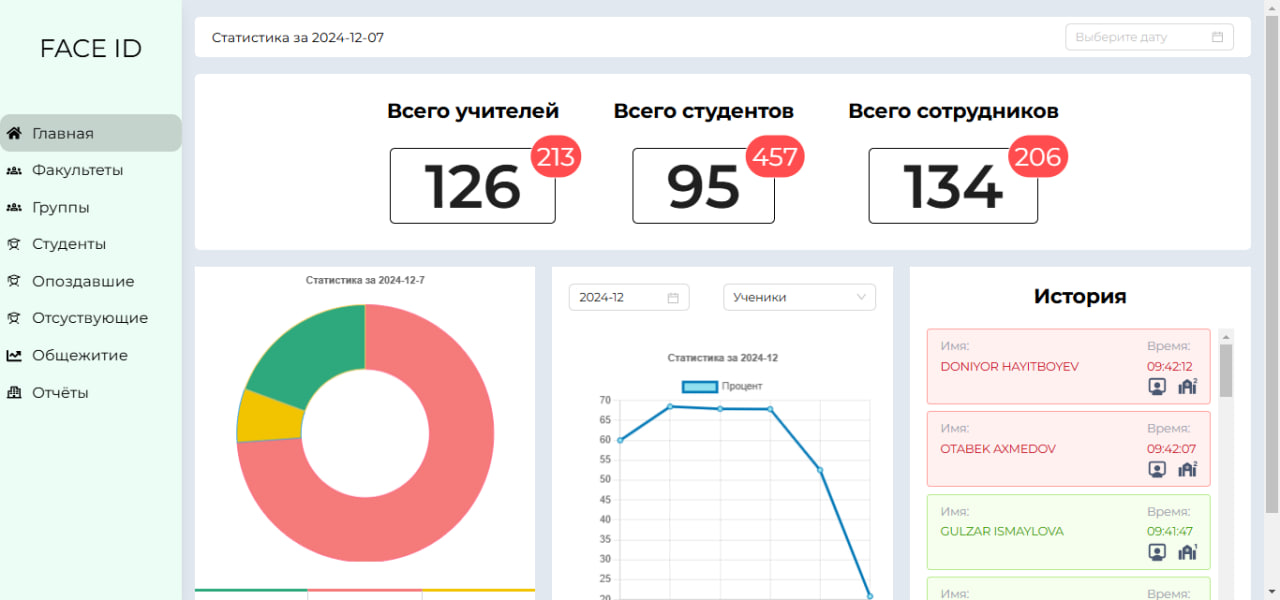 FACE ID
Главная
Факультеты
Группы
Студенты
Опоздавшие
Отсуствующие
Общежитие
Отчёты
Статистика за 2024-12-07
Выберите дату
Всего учителей
Всего студентов
Всего сотрудников
126
213
95
457
134
206
Статистика за 2024-12-7
2024-12
Ученики
Статистика за 2024-12
Процент
70
65
60
55
50
45
40
35
30
25
20
История
Имя: Время:
DONIYOR HAYITBOYEV 09:42:12
2
Имя: Время:
OTABEK AXMEDOV 09:42:07
2
Имя: Время:
GULZAR ISMAYLOVA 09:41:47
1
Имя: Время: